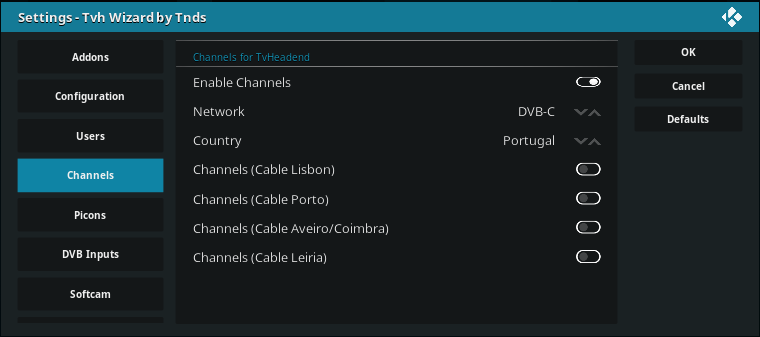 Settings - Tvh Wizard by Tnds
Addons
Configuration
Users
Channels
Picons
DVB Inputs
Softcam
Channels for TvHeadend
Enable Channels
Network DVB-C
Country Portugal
Channels (Cable Lisbon)
Channels (Cable Porto)
Channels (Cable Aveiro/Coimbra)
Channels (Cable Leiria)
OK
Cancel
Defaults